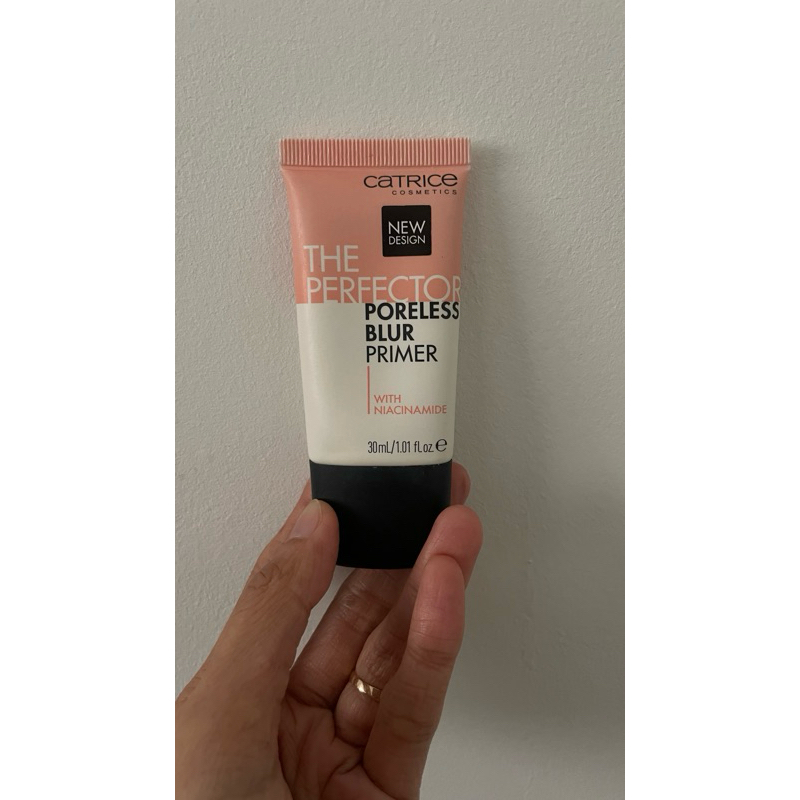 CATRICE
COSMETICS
NEW
DESIGN
THE
PERFECTOR
PORELESS
BLUR
PRIMER
WITH
NIACINAMIDE
30mL/1.01 fl.oz. ℮